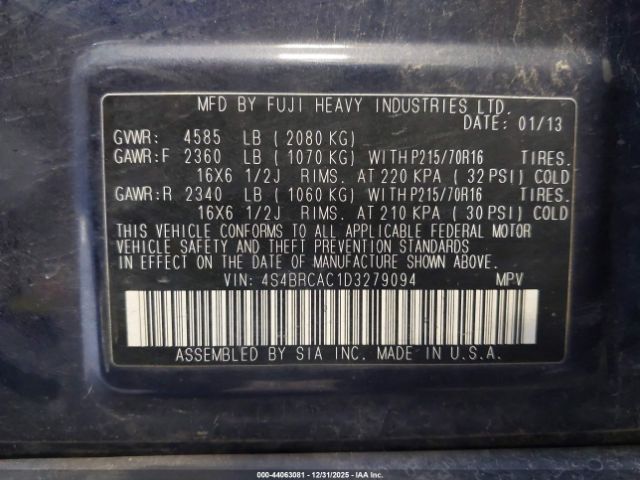 MFD BY FUJI HEAVY INDUSTRIES LTD.
DATE: 01/13
GVWR: 4585 LB ( 2080 KG)
GAWR:F 2360 LB ( 1070 KG) WITH P215/70R16 TIRES.
16X6 1/2J RIMS. AT 220 KPA ( 32 PSI) COLD
GAWR:R 2340 LB ( 1060 KG) WITH P215/70R16 TIRES.
16X6 1/2J RIMS. AT 210 KPA ( 30 PSI) COLD
THIS VEHICLE CONFORMS TO ALL APPLICABLE FEDERAL MOTOR
VEHICLE SAFETY AND THEFT PREVENTION STANDARDS
IN EFFECT ON THE DATE OF MANUFACTURE SHOWN ABOVE.
VIN: 4S4BRCAC1D3279094 MPV
ASSEMBLED BY SIA INC. MADE IN U.S.A.
000-44063081 - 12/31/2025 - IAAI.COM